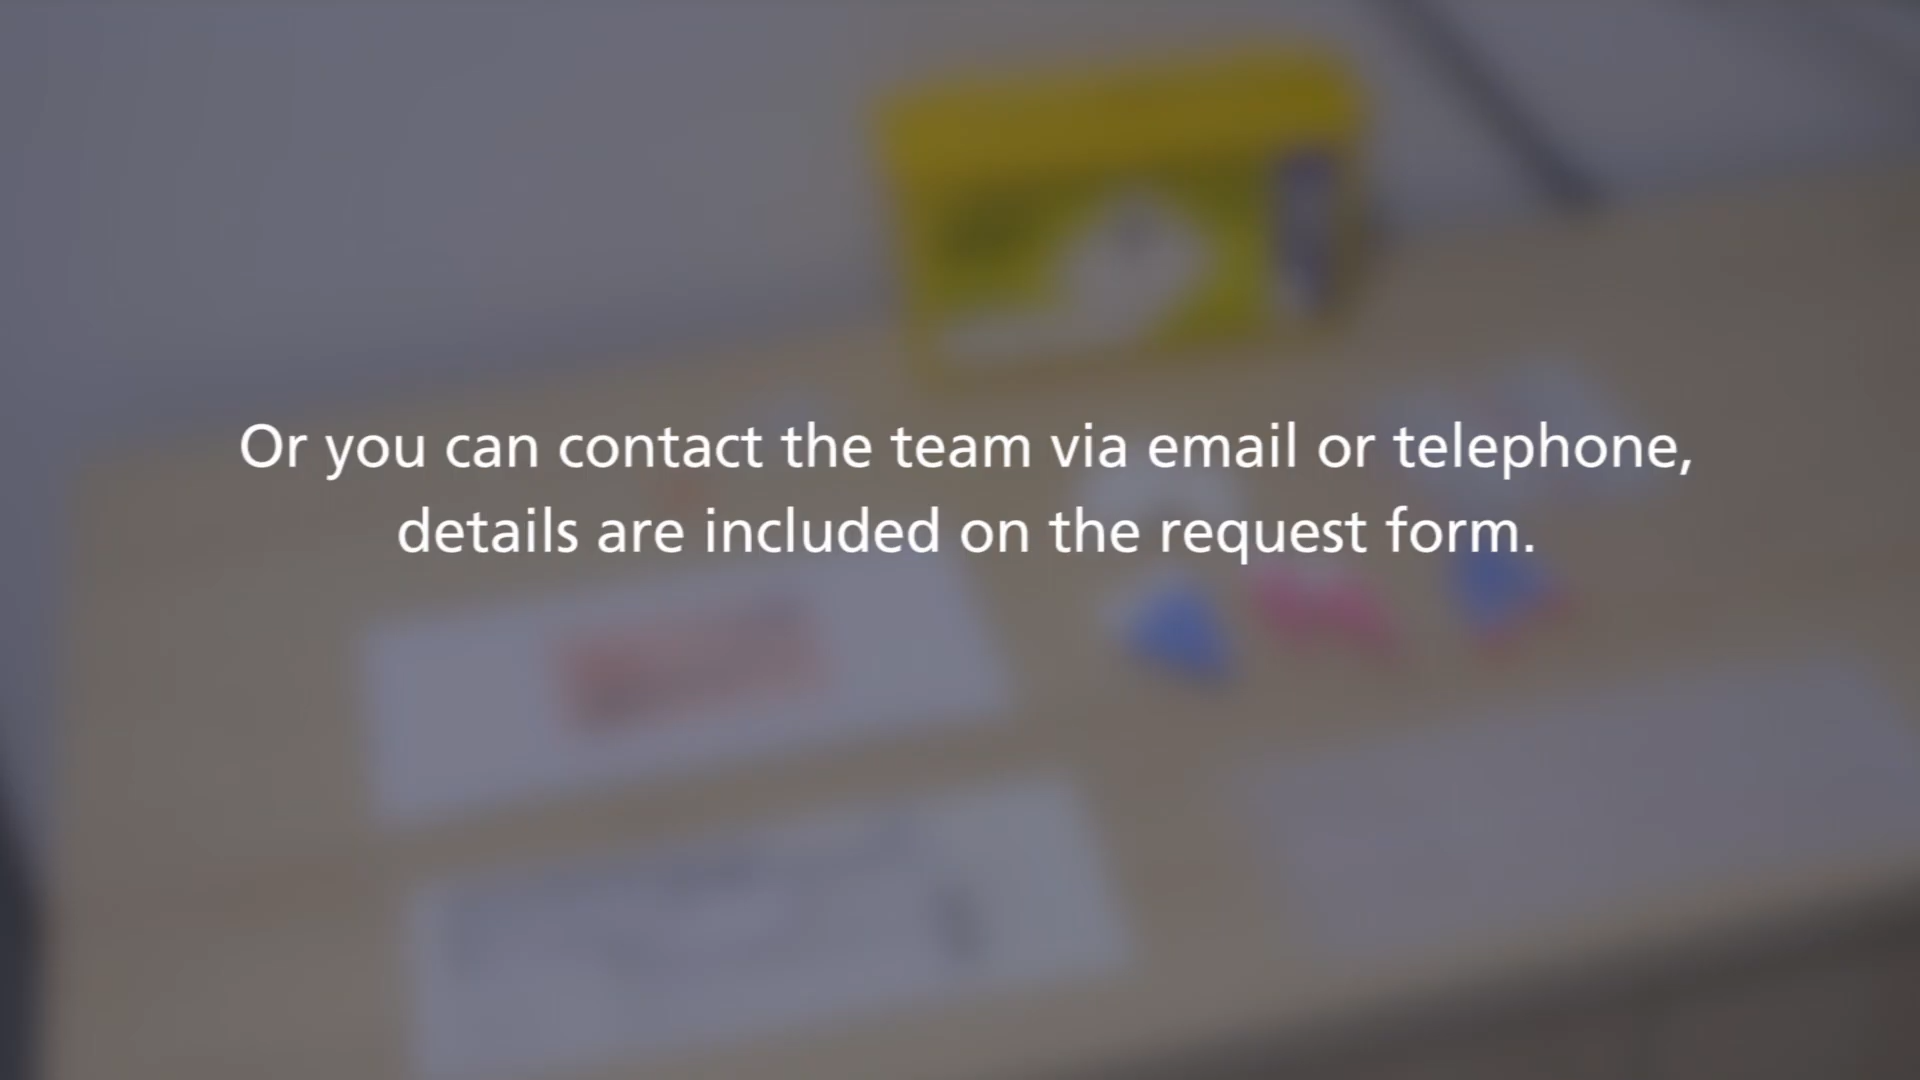 Or you can contact the team via email or telephone,
details are included on the request form.